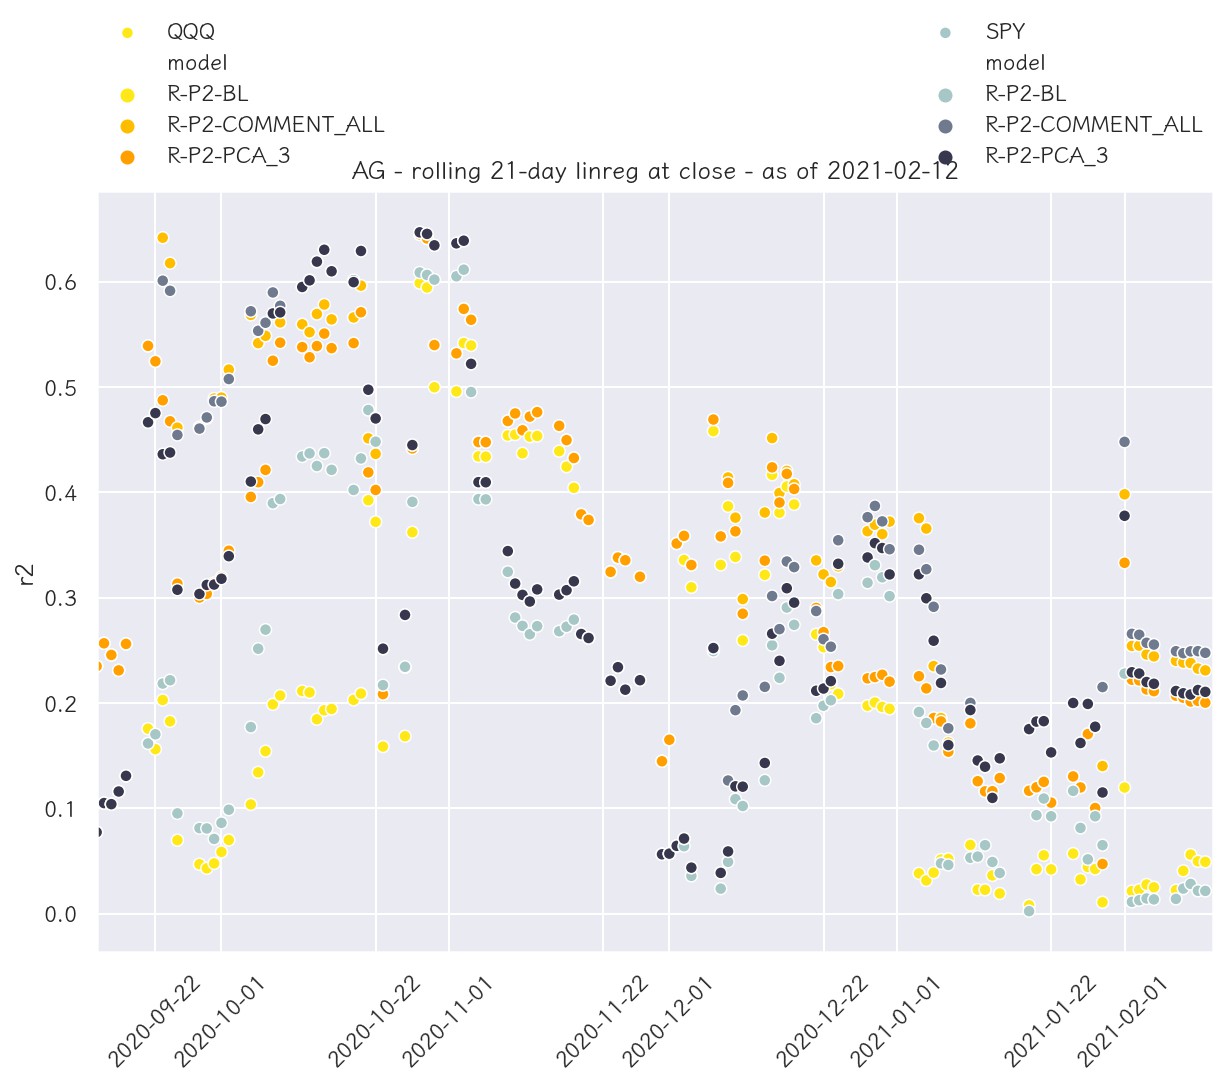 QQQ
model
R-P2-BL
R-P2-COMMENT_ALL
R-P2-PCA_3
SPY
model
R-P2-BL
R-P2-COMMENT_ALL
R-P2-PCA_3
AG - rolling 21-day linreg at close - as of 2021-02-12
r2
0.6
0.5
0.4
0.3
0.2
0.1
0.0
2020-09-22
2020-10-01
2020-10-22
2020-11-01
2020-11-22
2020-12-01
2020-12-22
2021-01-01
2021-01-22
2021-02-01